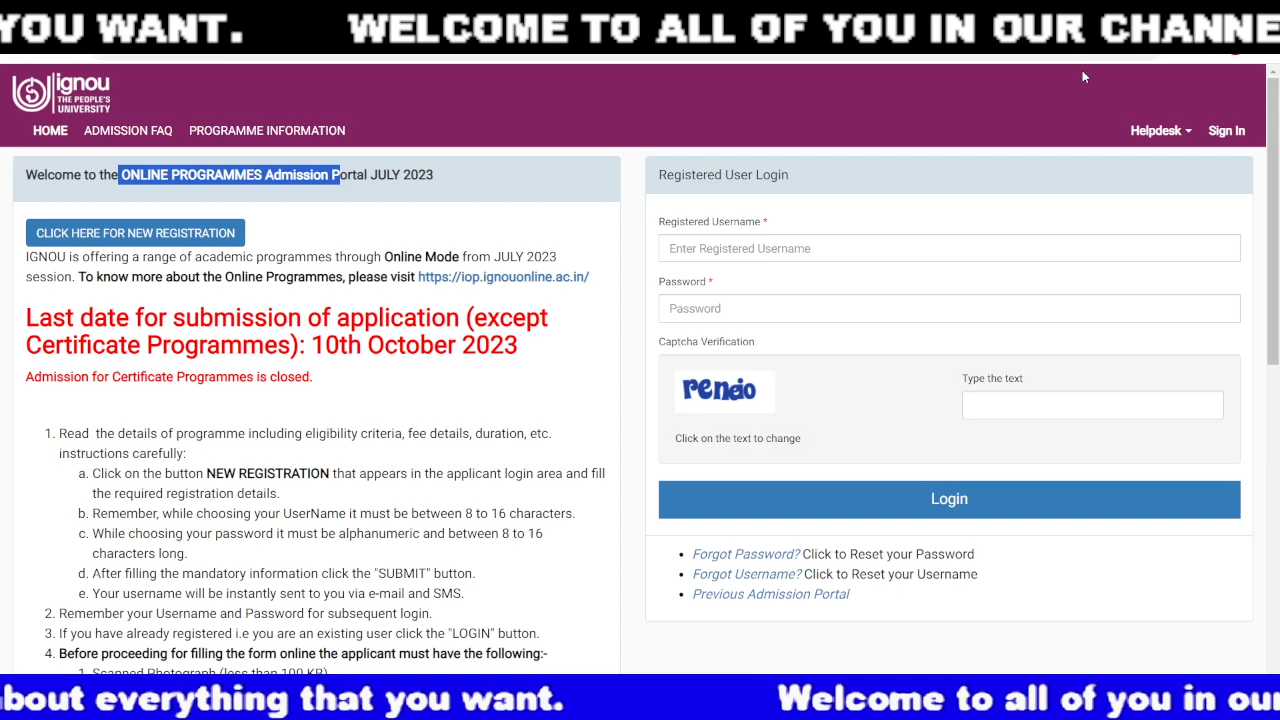 YOU WANT. WELCOME TO ALL OF YOU IN OUR CHANNE
ignou
THE PEOPLE'S
UNIVERSITY
HOME ADMISSION FAQ PROGRAMME INFORMATION
Helpdesk Sign In
Welcome to the ONLINE PROGRAMMES Admission Portal JULY 2023
CLICK HERE FOR NEW REGISTRATION
IGNOU is offering a range of academic programmes through Online Mode from JULY 2023
session. To know more about the Online Programmes, please visit https://iop.ignouonline.ac.in/
Last date for submission of application (except
Certificate Programmes): 10th October 2023
Admission for Certificate Programmes is closed.
1. Read the details of programme including eligibility criteria, fee details, duration, etc.
instructions carefully:
a. Click on the button NEW REGISTRATION that appears in the applicant login area and fill
the required registration details.
b. Remember, while choosing your UserName it must be between 8 to 16 characters.
c. While choosing your password it must be alphanumeric and between 8 to 16
characters long.
d. After filling the mandatory information click the "SUBMIT" button.
e. Your username will be instantly sent to you via e-mail and SMS.
2. Remember your Username and Password for subsequent login.
3. If you have already registered i.e you are an existing user click the "LOGIN" button.
4. Before proceeding for filling the form online the applicant must have the following:-
1. Scanned Photograph (less than 100 KB)
Registered User Login
Registered Username *
Enter Registered Username
Password *
Password
Captcha Verification
rencio
Type the text
Click on the text to change
Login
Forgot Password? Click to Reset your Password
Forgot Username? Click to Reset your Username
Previous Admission Portal
bout everything that you want. Welcome to all of you in our